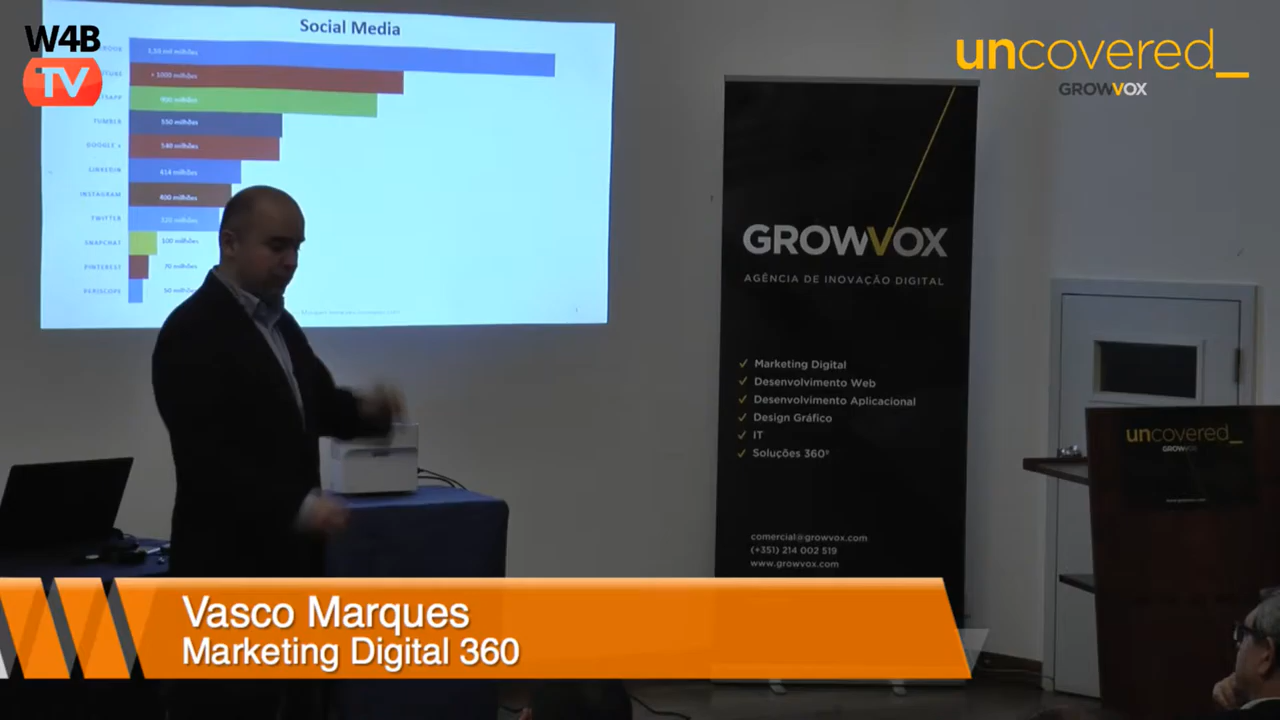 W4B
TV
uncovered_
GROWVOX
Social Media
1,55 mil milhões
+ 1000 milhões
900 milhões
TUMBLR
550 milhões
GOOGLE +
540 milhões
LINKEDIN
414 milhões
INSTAGRAM
400 milhões
TWITTER
SNAPCHAT
100 milhões
PINTEREST
70 milhões
PERISCOPE
50 milhões
GROWVOX
AGÊNCIA DE INOVAÇÃO DIGITAL
✓ Marketing Digital
✓ Desenvolvimento Web
✓ Desenvolvimento Aplicacional
✓ Design Gráfico
✓ IT
✓ Soluções 360º
comercial@growvox.com
(+351) 214 002 519
www.growvox.com
uncovered_
GROWVOX
Vasco Marques
Marketing Digital 360